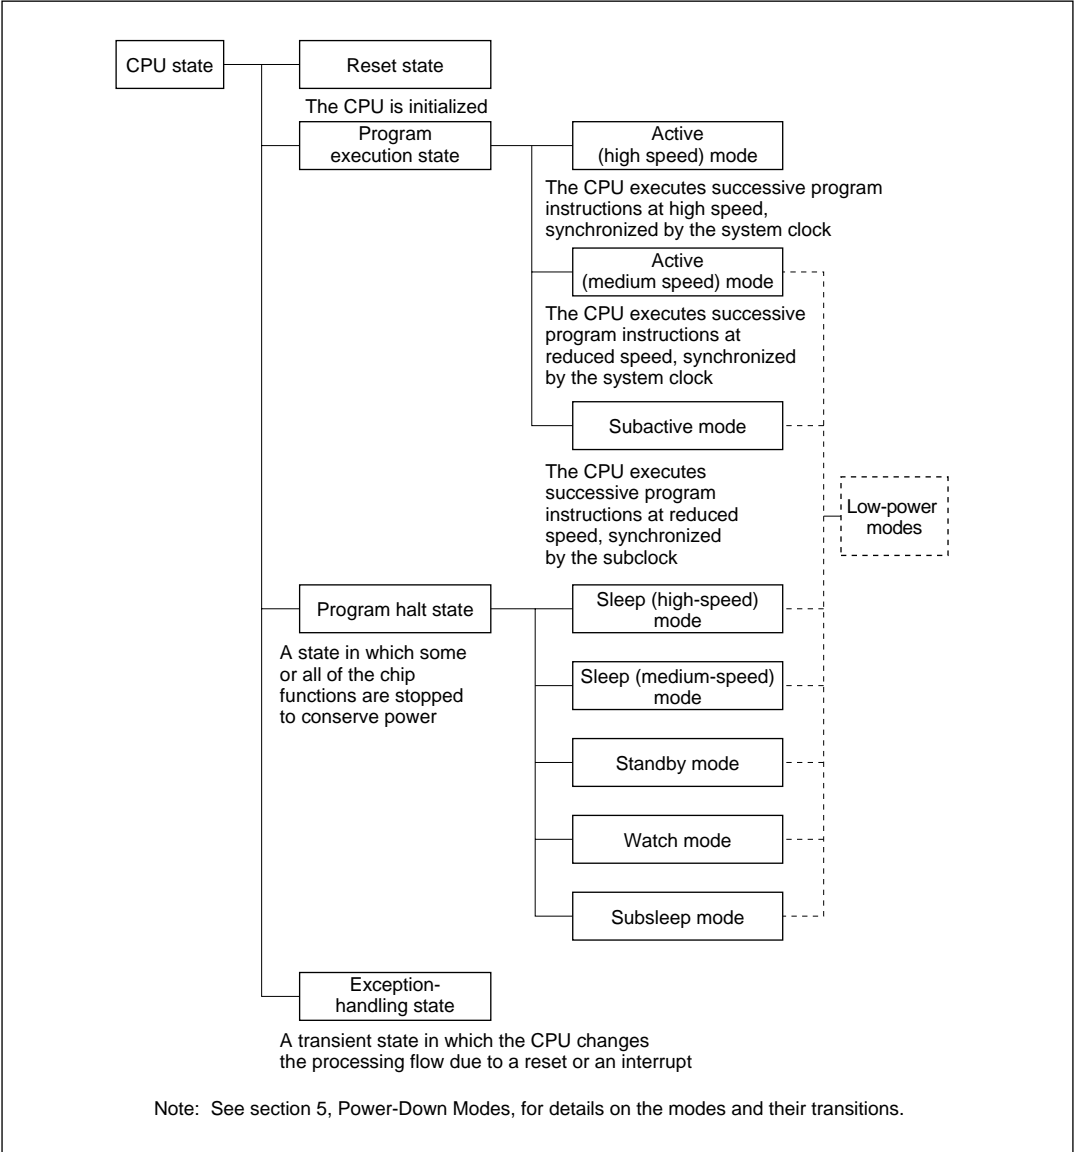 CPU state
Reset state
The CPU is initialized
Program
execution state
Active
(high speed) mode
The CPU executes successive program
instructions at high speed,
synchronized by the system clock
Active
(medium speed) mode
The CPU executes successive
program instructions at
reduced speed, synchronized
by the system clock
Subactive mode
The CPU executes
successive program
instructions at reduced
speed, synchronized
by the subclock
Low-power
modes
Program halt state
A state in which some
or all of the chip
functions are stopped
to conserve power
Sleep (high-speed)
mode
Sleep (medium-speed)
mode
Standby mode
Watch mode
Subsleep mode
Exception-
handling state
A transient state in which the CPU changes
the processing flow due to a reset or an interrupt
Note: See section 5, Power-Down Modes, for details on the modes and their transitions.